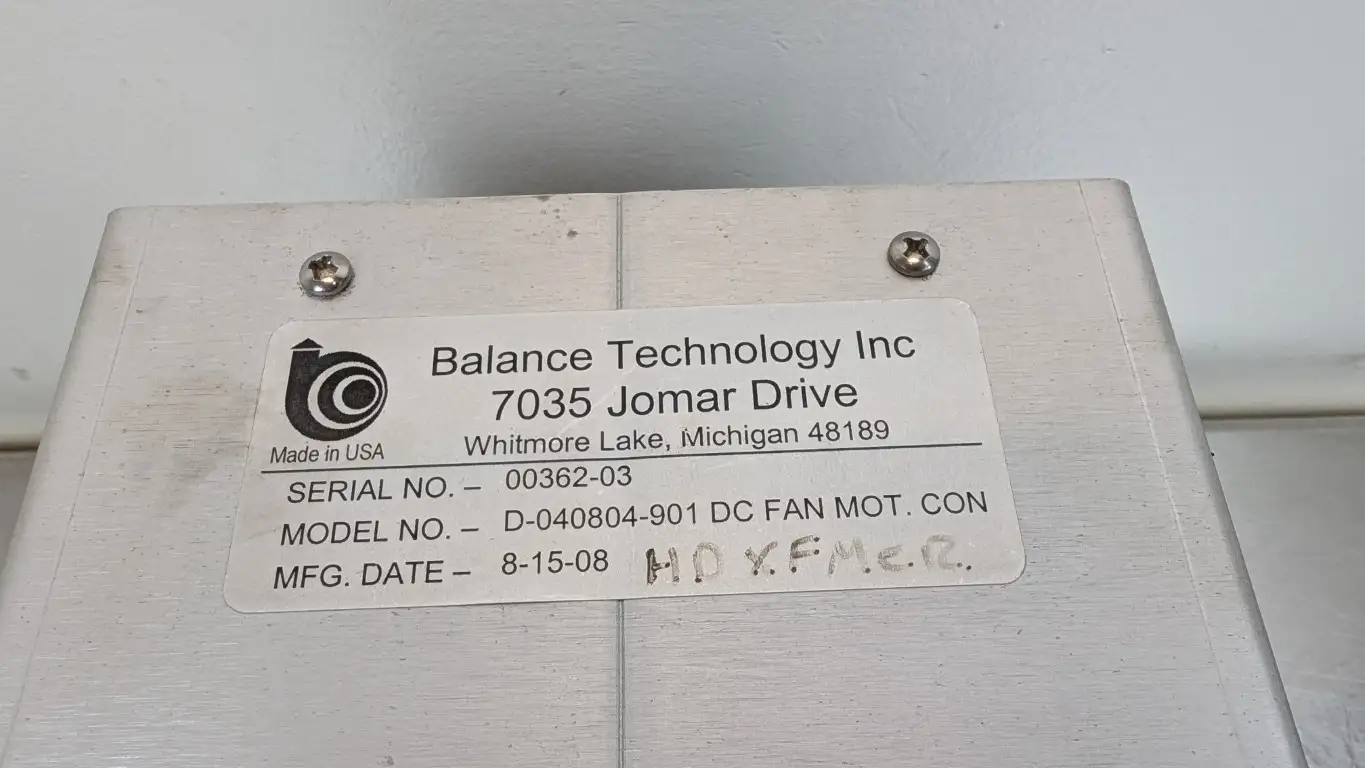 Balance Technology Inc
7035 Jomar Drive
Made in USA
Whitmore Lake, Michigan 48189
SERIAL NO. – 00362-03
MODEL NO. – D-040804-901 DC FAN MOT. CON
MFG. DATE – 8-15-08 HD X.F.M.C.R.